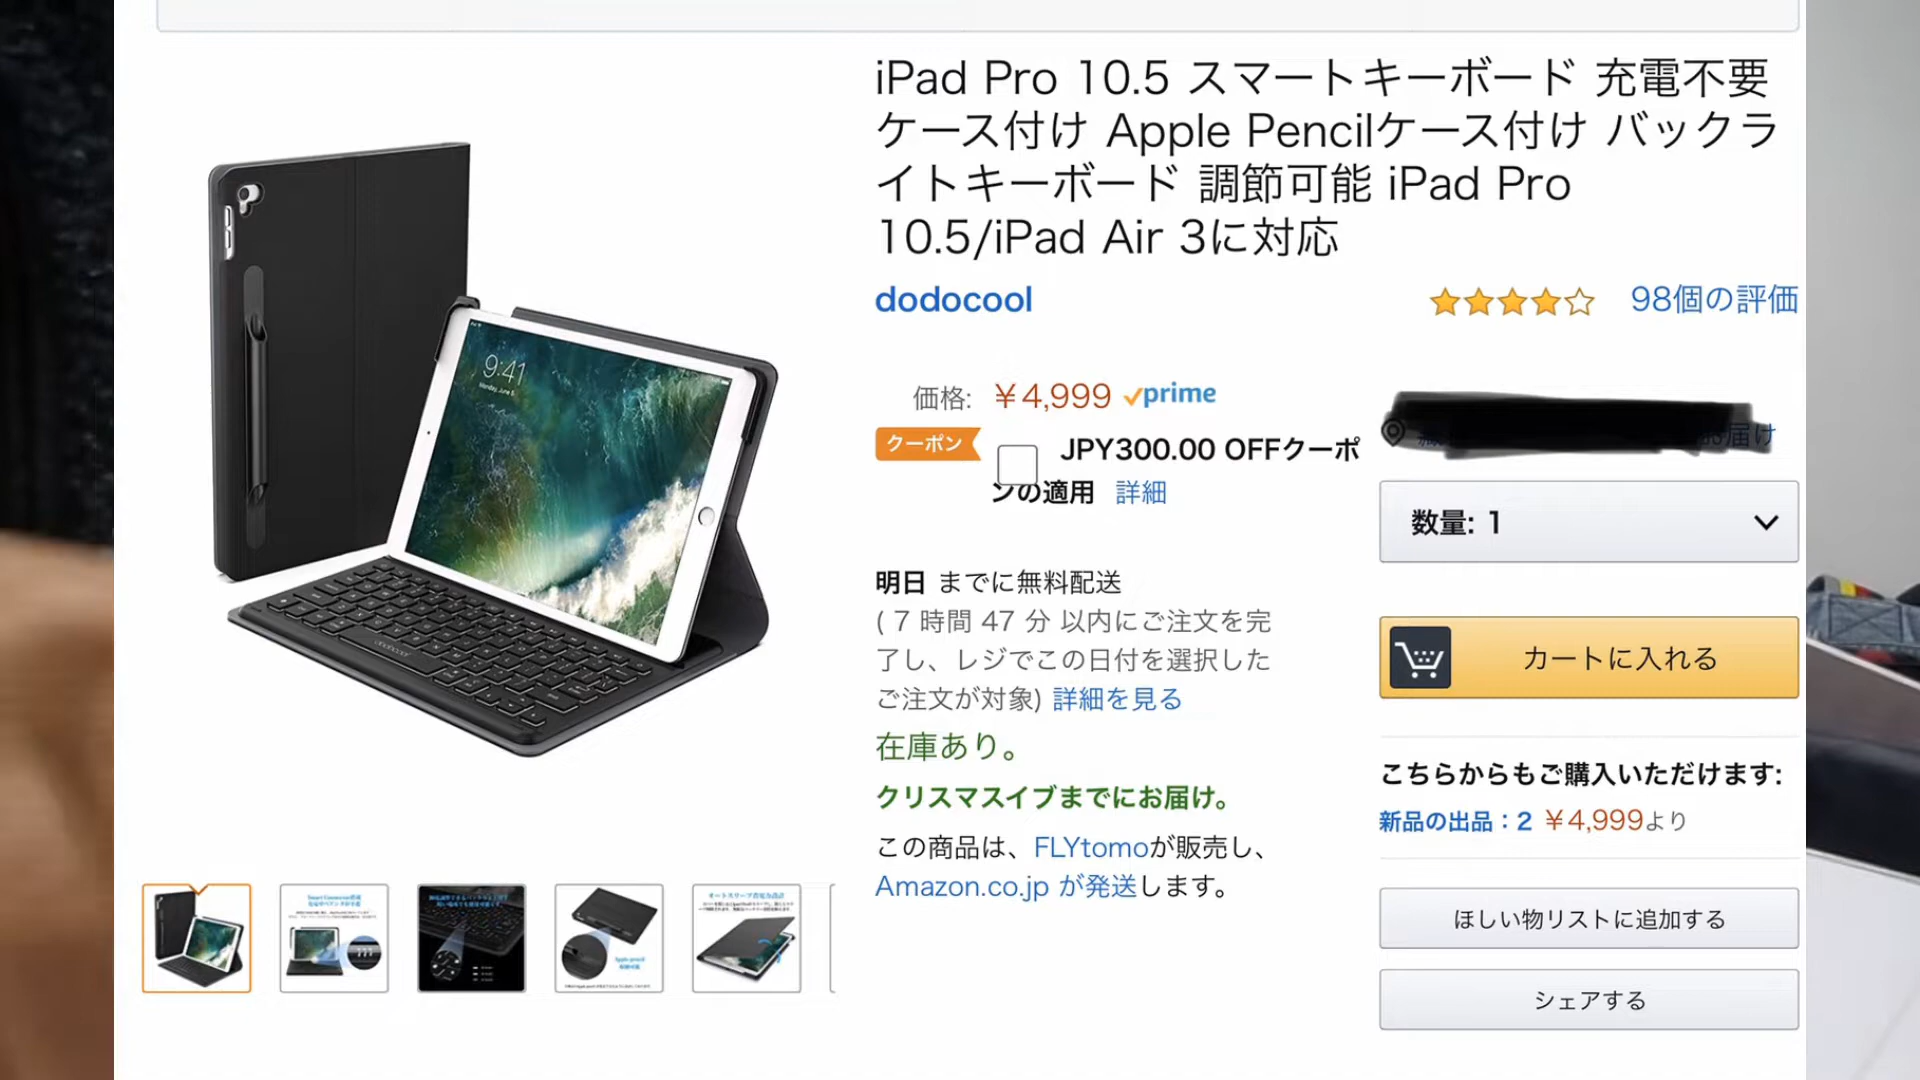 iPad Pro 10.5 スマートキーボード 充電不要
ケース付け Apple Pencilケース付け バックラ
イトキーボード 調節可能 iPad Pro
10.5/iPad Air 3に対応
dodocool
98個の評価
価格: ￥4,999 prime
クーポン
JPY300.00 OFFクーポ
ンの適用 詳細
お届け
数量: 1
明日 までに無料配送
( 7 時間 47 分 以内にご注文を完
了し、レジでこの日付を選択した
ご注文が対象) 詳細を見る
在庫あり。
クリスマスイブまでにお届け。
この商品は、FLYtomoが販売し、
Amazon.co.jp が発送します。
カートに入れる
こちらからもご購入いただけます:
新品の出品：2 ￥4,999より
ほしい物リストに追加する
シェアする
9:41
Monday, June 5
dodocool